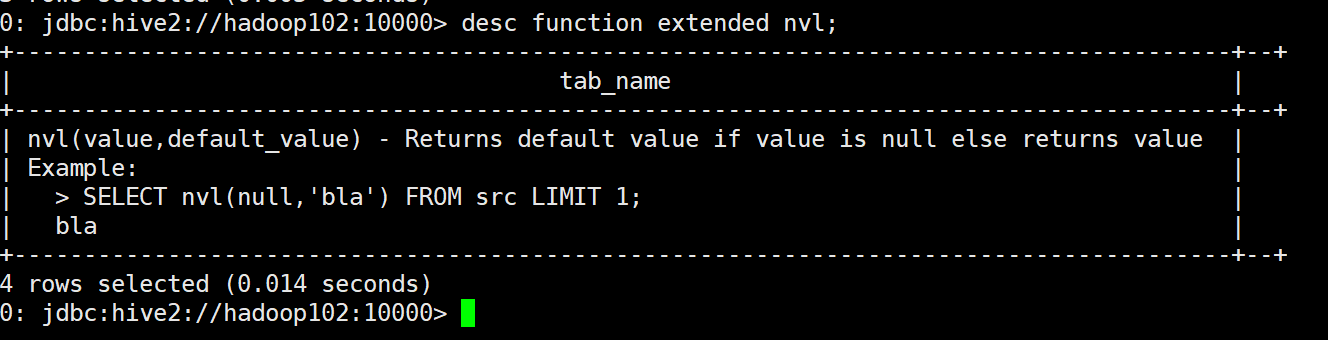 0: jdbc:hive2://hadoop102:10000> desc function extended nvl;
+---------------------------------------------------------------------------------------+--+
| tab_name |
+---------------------------------------------------------------------------------------+--+
| nvl(value,default_value) - Returns default value if value is null else returns value |
| Example: |
|   > SELECT nvl(null,'bla') FROM src LIMIT 1; |
|   bla |
+---------------------------------------------------------------------------------------+--+
4 rows selected (0.014 seconds)
0: jdbc:hive2://hadoop102:10000>